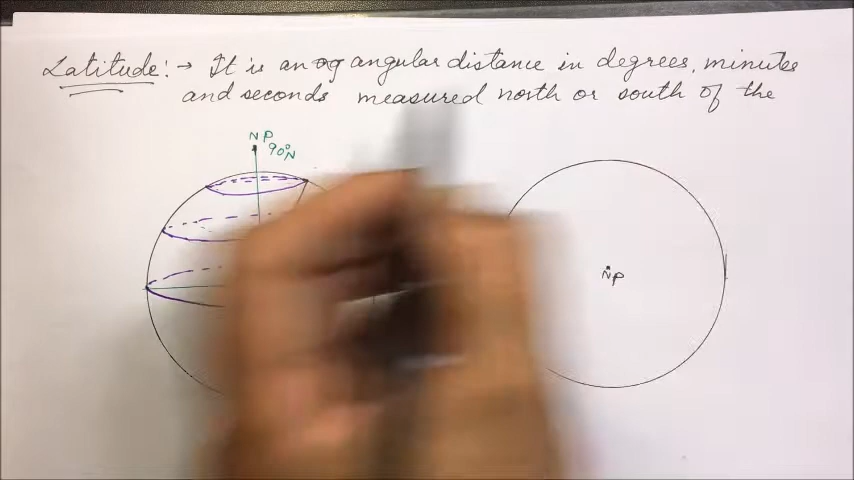 Latitude:→ It is an angular distance in degrees, minutes
and seconds measured north or south of the
NP
90°N
NP